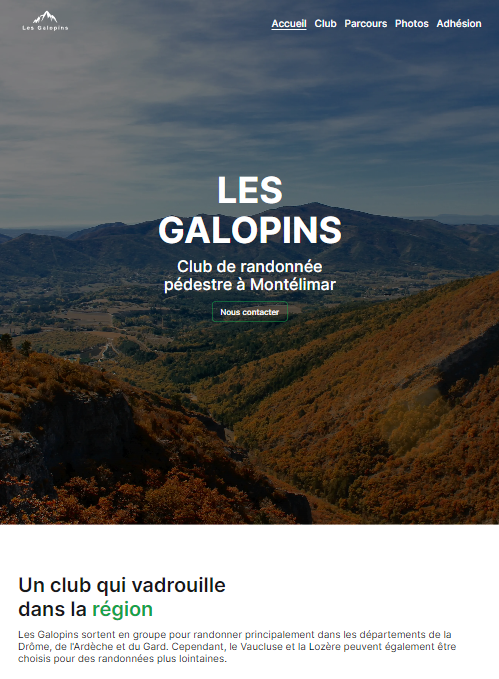 Les Galopins
Accueil Club Parcours Photos Adhésion
LES
GALOPINS
Club de randonnée
pédestre à Montélimar
Nous contacter
Un club qui vadrouille
dans la région
Les Galopins sortent en groupe pour randonner principalement dans les départements de la
Drôme, de l'Ardèche et du Gard. Cependant, le Vaucluse et la Lozère peuvent également être
choisis pour des randonnées plus lointaines.